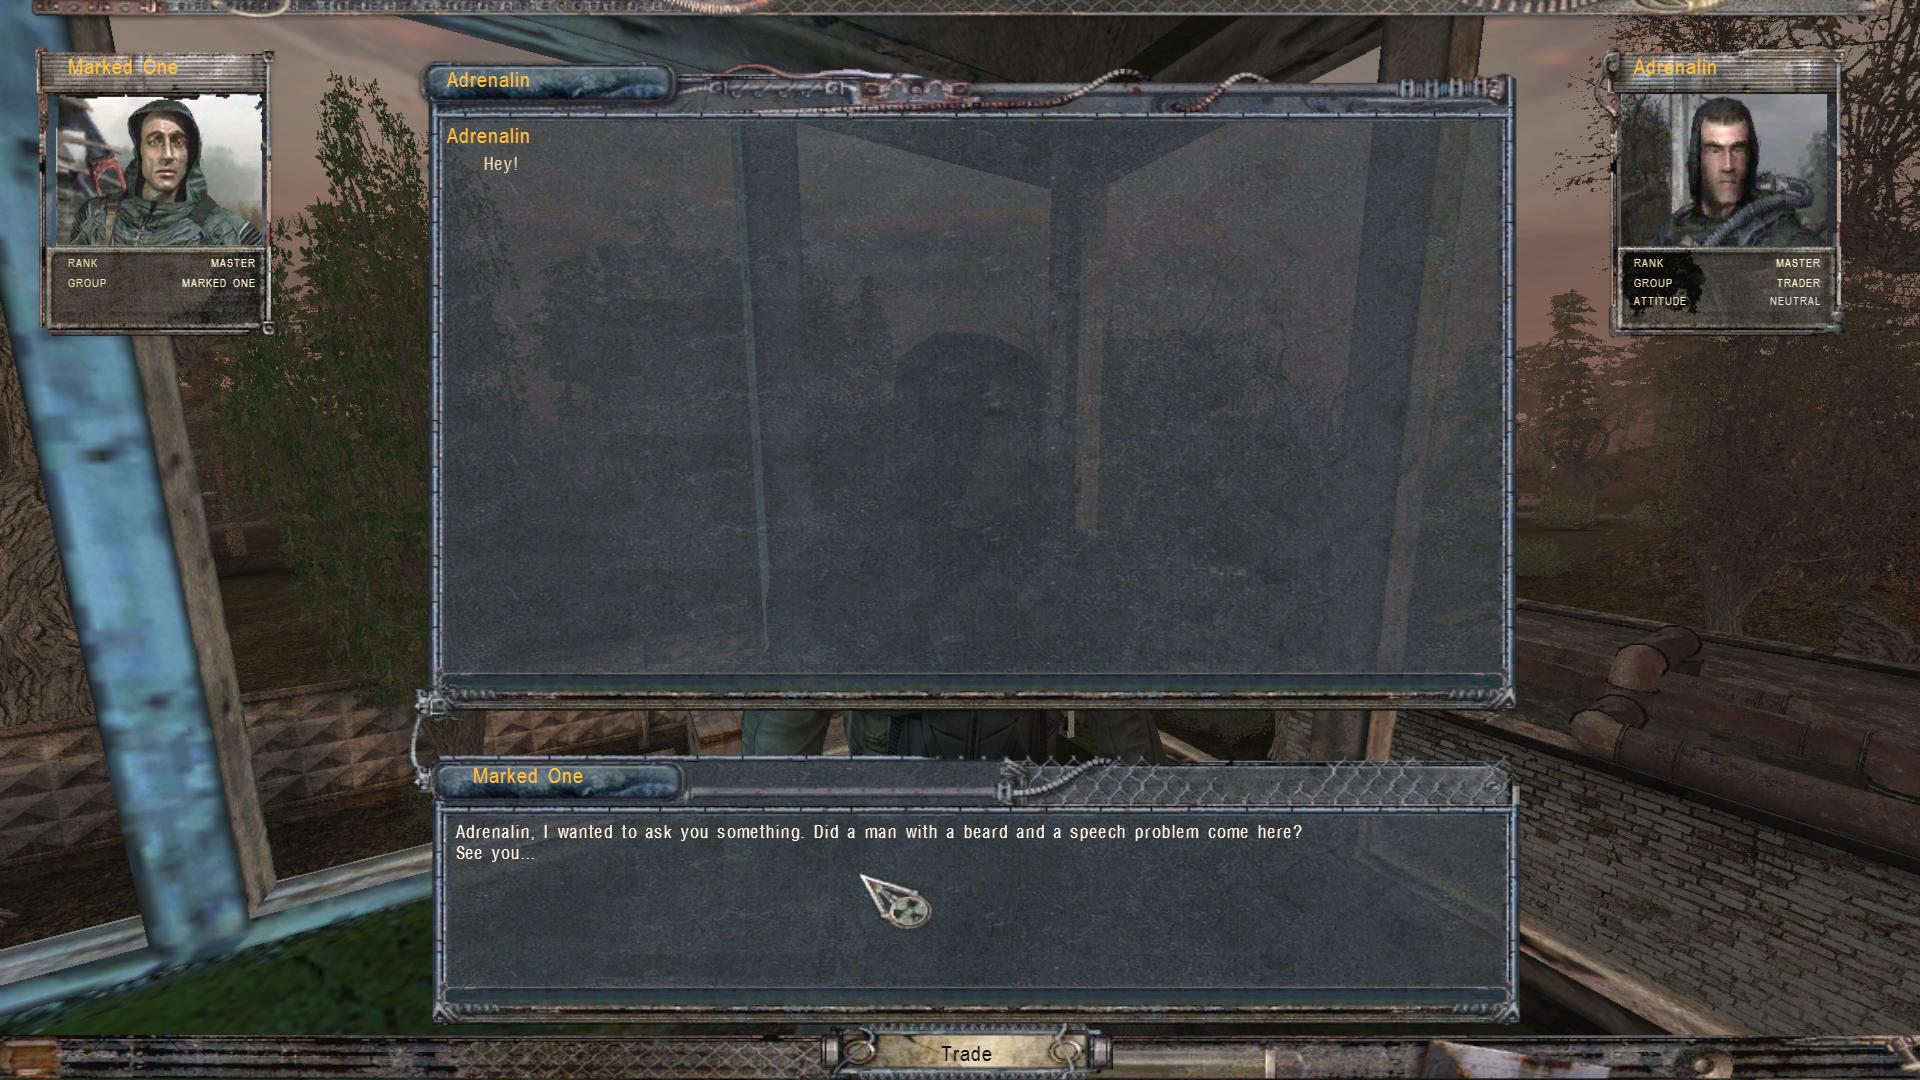 Marked One
RANK MASTER
GROUP MARKED ONE
Adrenalin
Adrenalin
Hey!
Adrenalin
RANK MASTER
GROUP TRADER
ATTITUDE NEUTRAL
Marked One
Adrenalin, I wanted to ask you something. Did a man with a beard and a speech problem come here?
See you...
Trade